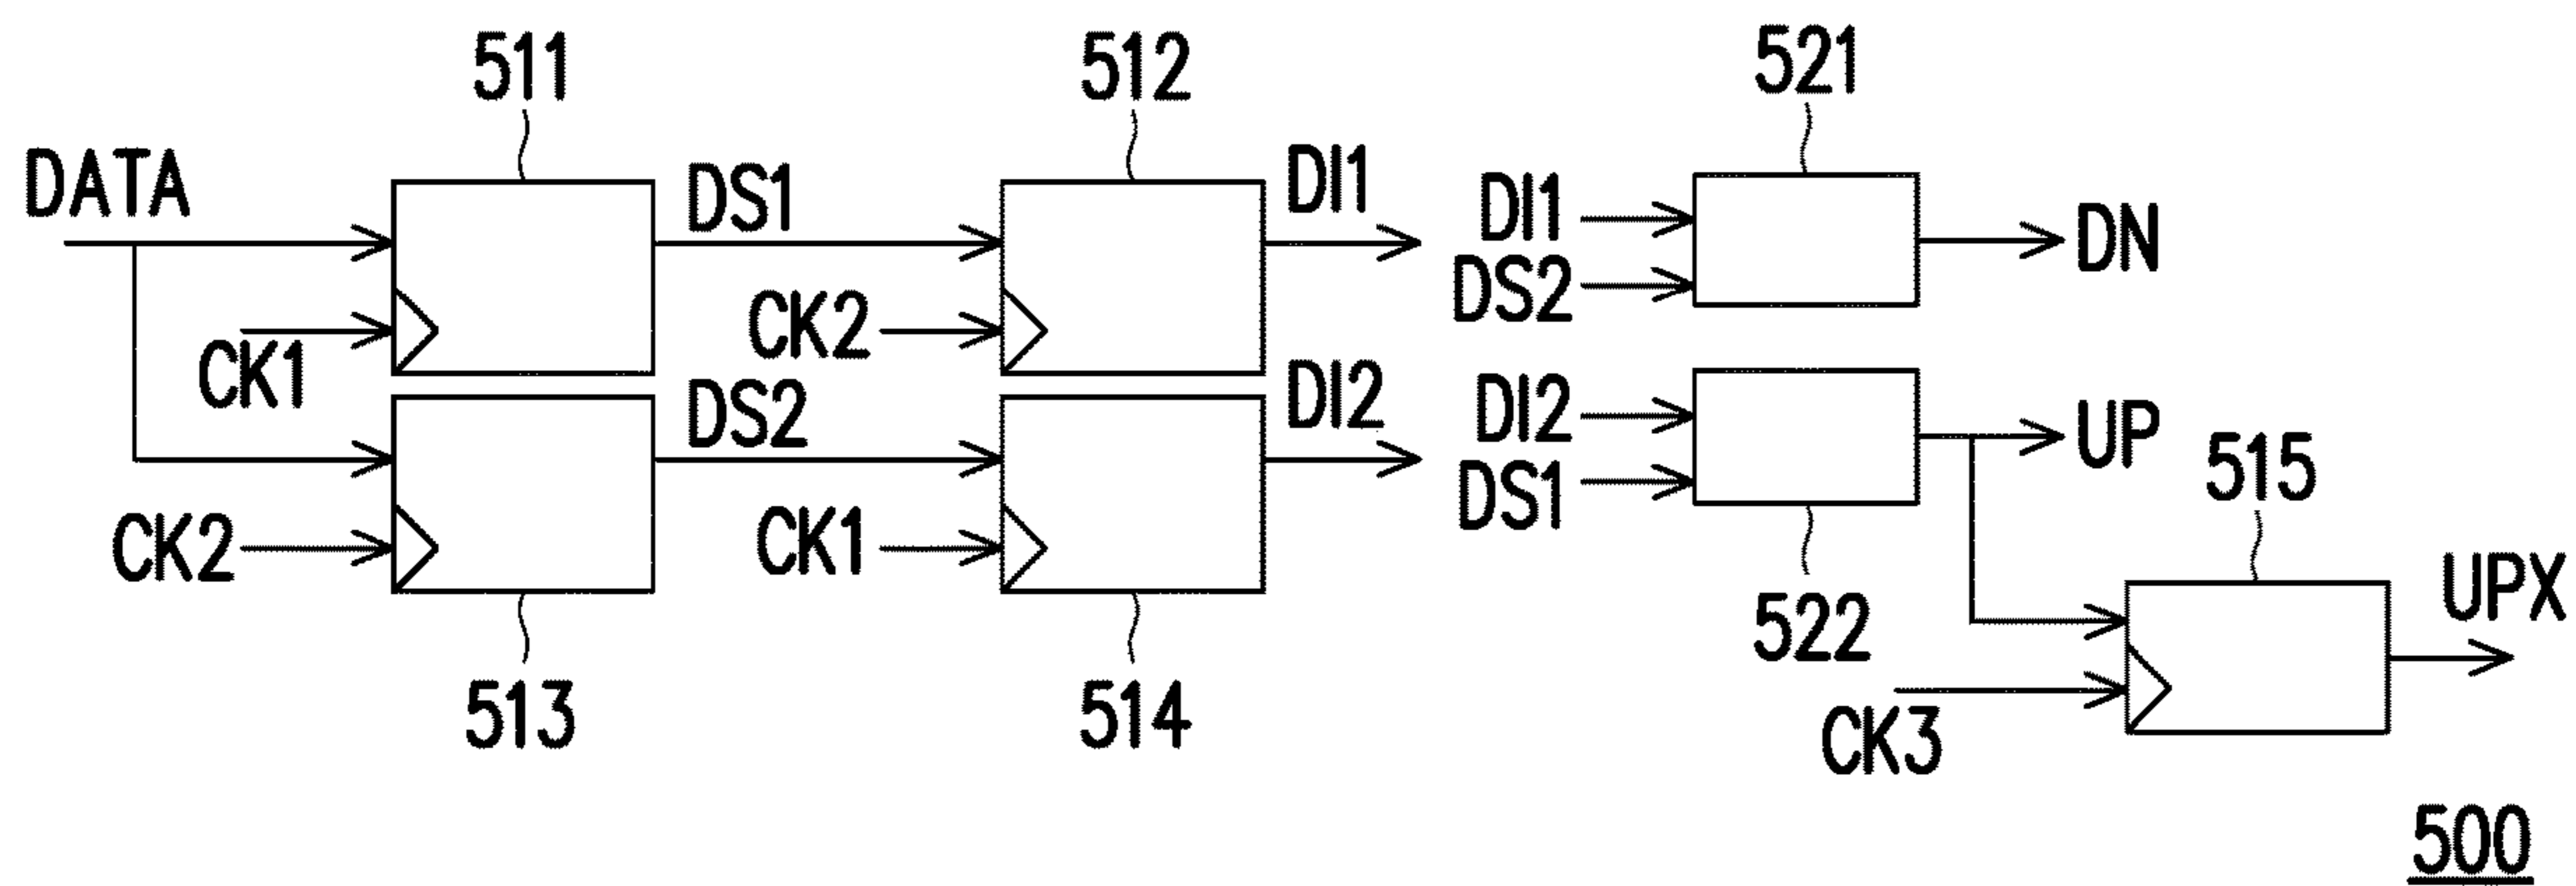 511
512
521
DATA
DS1
DI1
DI1
DS2
DN
CK1
CK2
DS2
DI2
DI2
DS1
UP
CK2
CK1
515
513
514
522
UPX
CK3
500